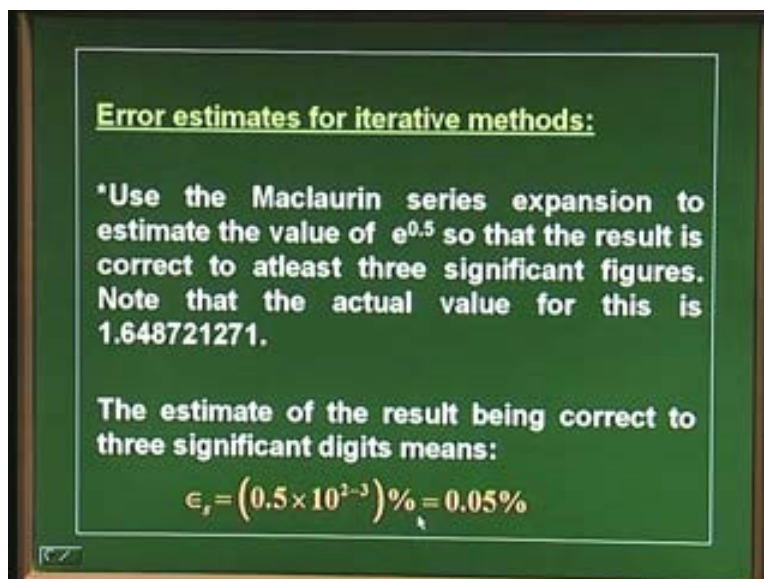 Error estimates for iterative methods:
*Use the Maclaurin series expansion to
estimate the value of e^0.5 so that the result is
correct to atleast three significant figures.
Note that the actual value for this is
1.648721271.
The estimate of the result being correct to
three significant digits means:
∈s = (0.5 × 10^2−3)% = 0.05%